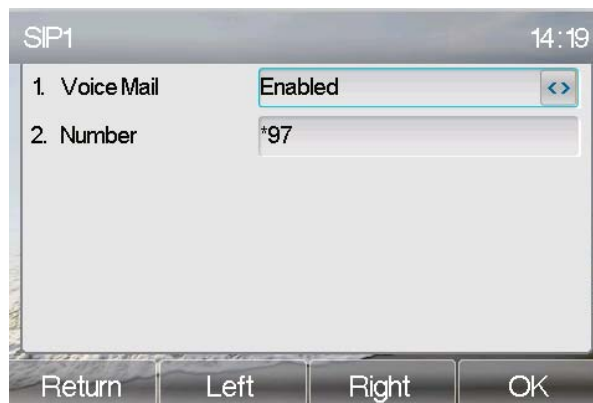 SIP1 14:19
1. Voice Mail Enabled <>
2. Number *97
Return Left Right OK